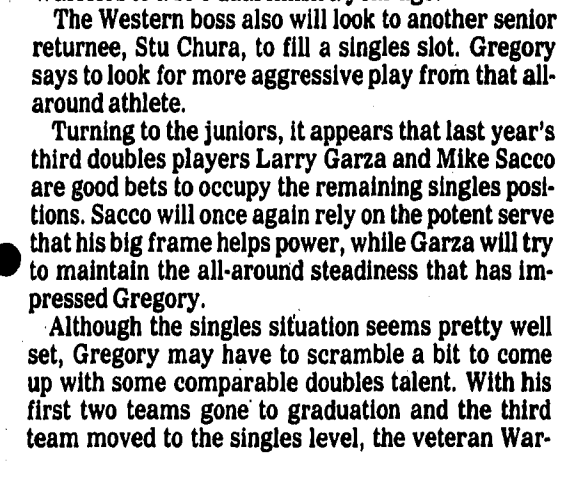 The Western boss also will look to another senior
returnee, Stu Chura, to fill a singles slot. Gregory
says to look for more aggressive play from that all-
around athlete.
Turning to the juniors, it appears that last year's
third doubles players Larry Garza and Mike Sacco
are good bets to occupy the remaining singles posi-
tions. Sacco will once again rely on the potent serve
that his big frame helps power, while Garza will try
to maintain the all-around steadiness that has im-
pressed Gregory.
Although the singles situation seems pretty well
set, Gregory may have to scramble a bit to come
up with some comparable doubles talent. With his
first two teams gone to graduation and the third
team moved to the singles level, the veteran War-